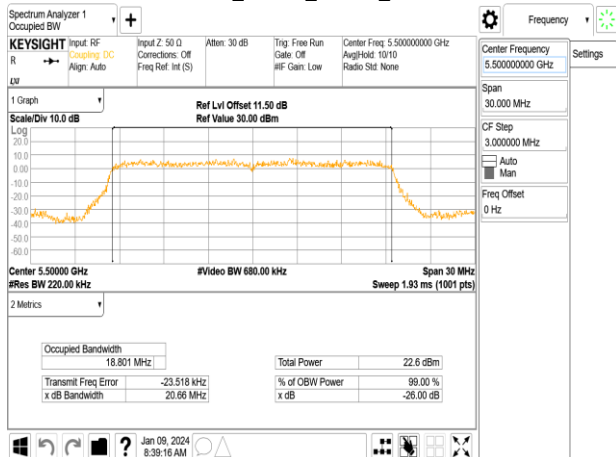 Spectrum Analyzer 1
Occupied BW
Frequency
KEYSIGHT
R
LXI
Input: RF
Coupling: DC
Align: Auto
Input Z: 50 Ω
Corrections: Off
Freq Ref: Int (S)
Atten: 30 dB
Trig: Free Run
Gate: Off
#IF Gain: Low
Center Freq: 5.500000000 GHz
Avg|Hold: 10/10
Radio Std: None
Center Frequency
5.500000000 GHz
Settings
Span
30.000 MHz
CF Step
3.000000 MHz
Auto
Man
Freq Offset
0 Hz
1 Graph
Scale/Div 10.0 dB
Ref Lvl Offset 11.50 dB
Ref Value 30.00 dBm
Log
20.0
10.0
0.00
-10.0
-20.0
-30.0
-40.0
-50.0
-60.0
Center 5.50000 GHz
#Video BW 680.00 kHz
Span 30 MHz
#Res BW 220.00 kHz
Sweep 1.93 ms (1001 pts)
2 Metrics
Occupied Bandwidth
18.801 MHz
Total Power 22.6 dBm
Transmit Freq Error -23.518 kHz
% of OBW Power 99.00 %
x dB Bandwidth 20.66 MHz
x dB -26.00 dB
?
Jan 09, 2024
8:39:16 AM